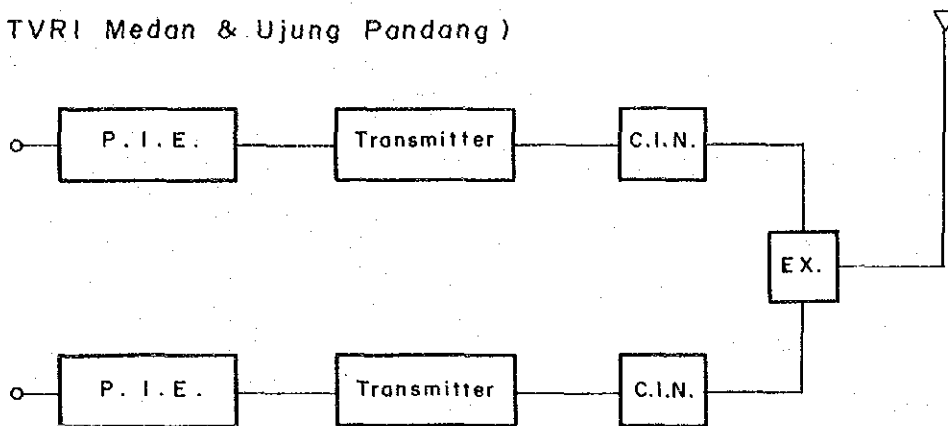 TVRI Medan & Ujung Pandang )
P. I. E. Transmitter C.I.N.
EX.
P. I. E. Transmitter C.I.N.